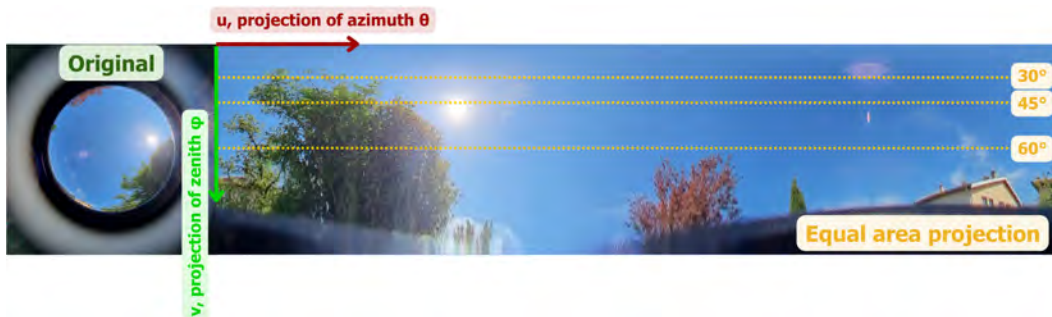 u, projection of azimuth θ
Original
30°
45°
v, projection of zenith φ
60°
Equal area projection